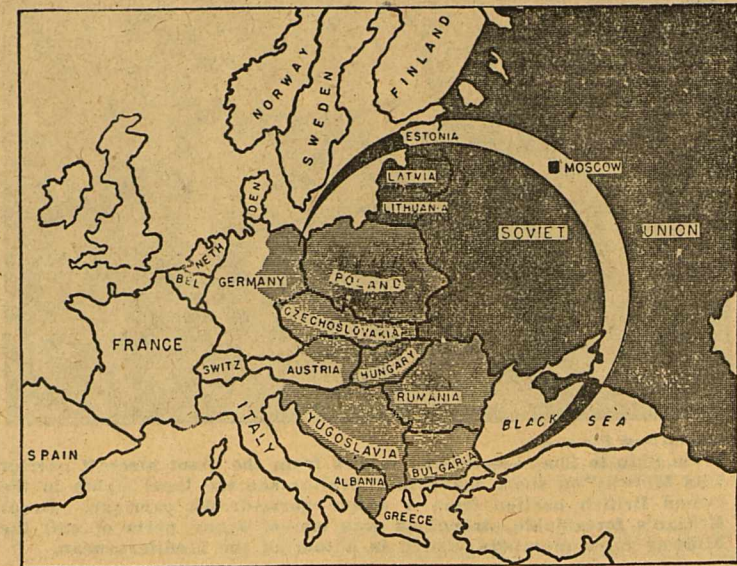 NORWAY
SWEDEN
FINLAND
ESTONIA
MOSCOW
LATVIA
DEN
LITHUANIA
SOVIET UNION
NETH
BEL
GERMANY
POLAND
CZECHOSLOVAKIA
FRANCE
SWITZ
AUSTRIA
HUNGARY
RUMANIA
ITALY
YUGOSLAVIA
BLACK SEA
SPAIN
BULGARIA
ALBANIA
GREECE